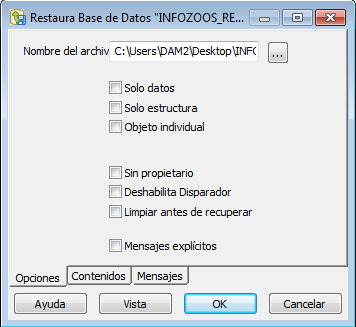 Restaura Base de Datos "INFOZOOS_RE...
Nombre del archiv
C:\Users\DAM2\Desktop\INFO
...
Solo datos
Solo estructura
Objeto individual
Sin propietario
Deshabilita Disparador
Limpiar antes de recuperar
Mensajes explícitos
Opciones Contenidos Mensajes
Ayuda Vista OK Cancelar